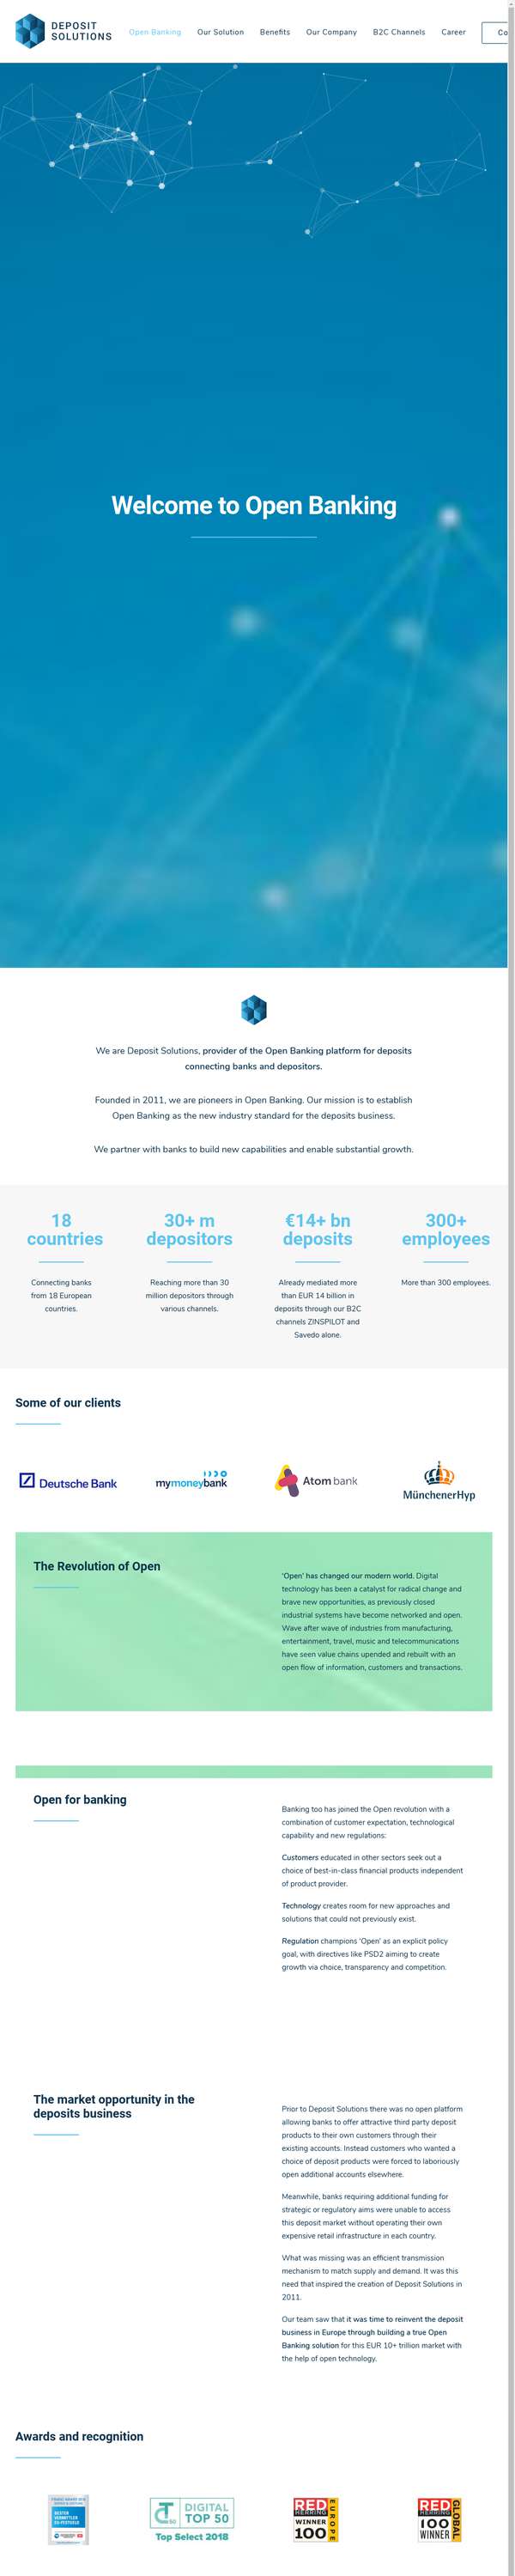 DEPOSIT
SOLUTIONS
Open Banking Our Solution Benefits Our Company B2C Channels Career Co
Welcome to Open Banking
We are Deposit Solutions, provider of the Open Banking platform for deposits
connecting banks and depositors.
Founded in 2011, we are pioneers in Open Banking. Our mission is to establish
Open Banking as the new industry standard for the deposits business.
We partner with banks to build new capabilities and enable substantial growth.
18
countries
Connecting banks
from 18 European
countries.
30+ m
depositors
Reaching more than 30
million depositors through
various channels.
€14+ bn
deposits
Already mediated more
than EUR 14 billion in
deposits through our B2C
channels ZINSPILOT and
Savedo alone.
300+
employees
More than 300 employees.
Some of our clients
Deutsche Bank
mymoneybank
Atom bank
MünchenerHyp
The Revolution of Open
'Open' has changed our modern world. Digital
technology has been a catalyst for radical change and
brave new opportunities, as previously closed
industrial systems have become networked and open.
Wave after wave of industries from manufacturing,
entertainment, travel, music and telecommunications
have seen value chains upended and rebuilt with an
open flow of information, customers and transactions.
Open for banking
Banking too has joined the Open revolution with a
combination of customer expectation, technological
capability and new regulations:
Customers educated in other sectors seek out a
choice of best-in-class financial products independent
of product provider.
Technology creates room for new approaches and
solutions that could not previously exist.
Regulation champions 'Open' as an explicit policy
goal, with directives like PSD2 aiming to create
growth via choice, transparency and competition.
The market opportunity in the
deposits business
Prior to Deposit Solutions there was no open platform
allowing banks to offer attractive third party deposit
products to their own customers through their
existing accounts. Instead customers who wanted a
choice of deposit products were forced to laboriously
open additional accounts elsewhere.
Meanwhile, banks requiring additional funding for
strategic or regulatory aims were unable to access
this deposit market without operating their own
expensive retail infrastructure in each country.
What was missing was an efficient transmission
mechanism to match supply and demand. It was this
need that inspired the creation of Deposit Solutions in
2011.
Our team saw that it was time to reinvent the deposit
business in Europe through building a true Open
Banking solution for this EUR 10+ trillion market with
the help of open technology.
Awards and recognition
BESTER
VERMITTLER
DIGITAL
TOP 50
Top Select 2018
RED
HERRING
WINNER
100
EUROPE
RED
HERRING
100
WINNER
GLOBAL